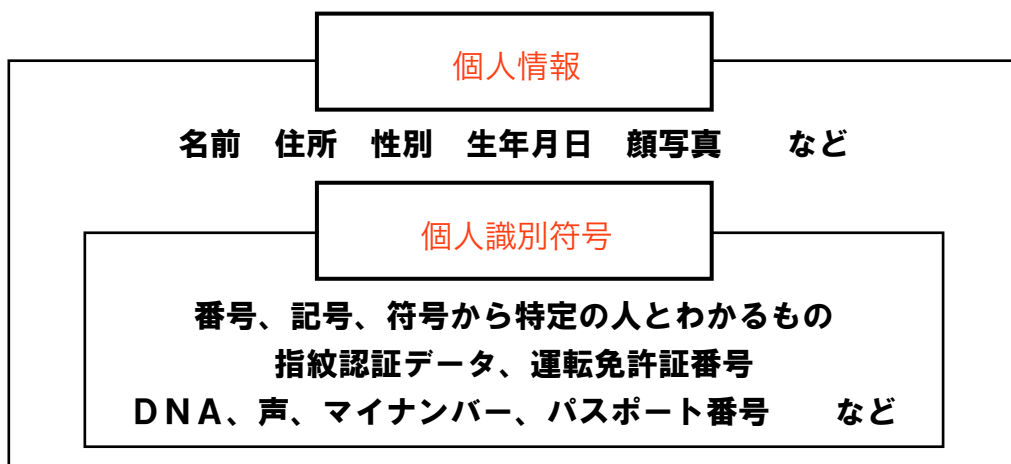 個人情報
名前　住所　性別　生年月日　顔写真　　など
個人識別符号
番号、記号、符号から特定の人とわかるもの
指紋認証データ、運転免許証番号
ＤＮＡ、声、マイナンバー、パスポート番号　　など